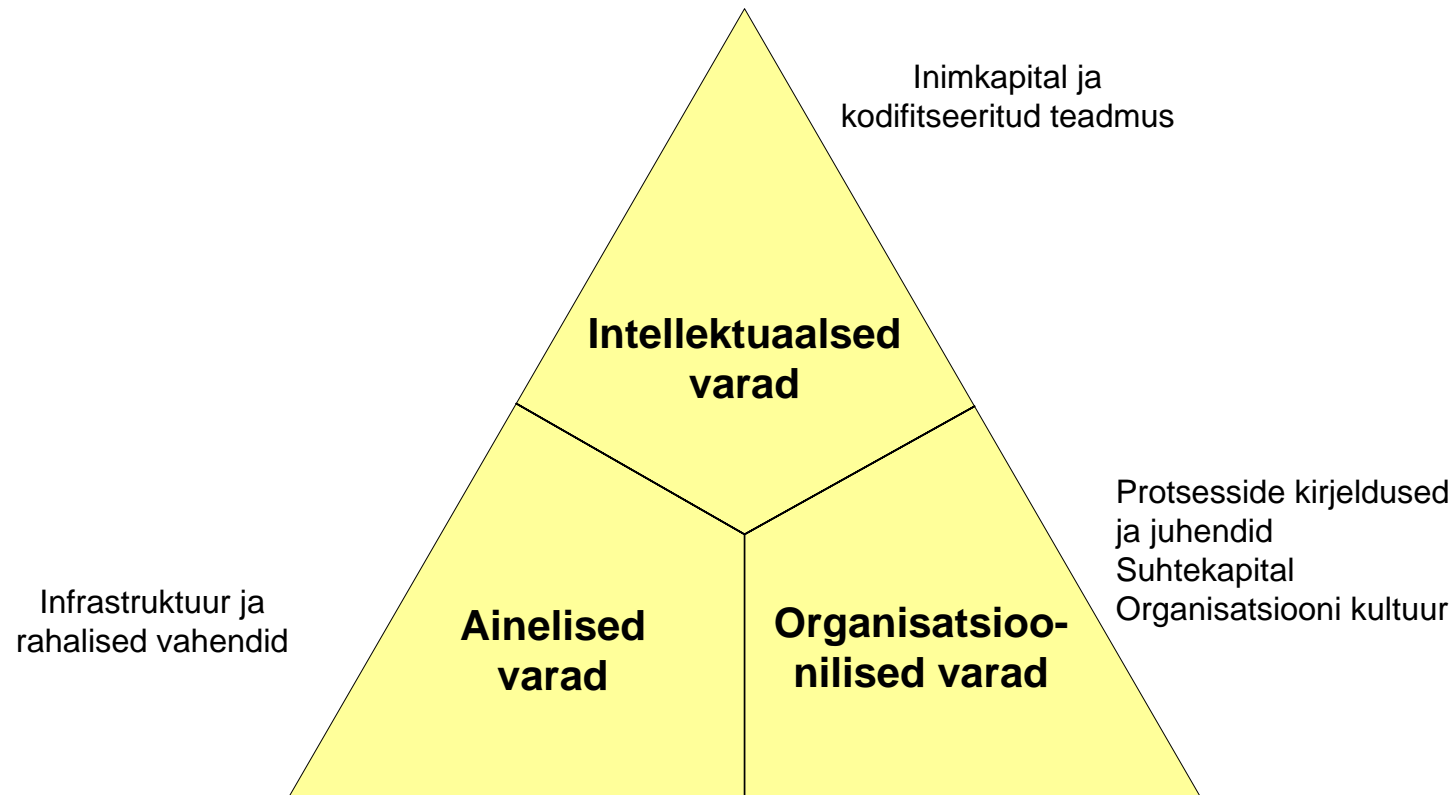 Inimkapital ja
kodifitseeritud teadmus
Intellektuaalsed
varad
Protsesside kirjeldused
ja juhendid
Suhtekapital
Organisatsiooni kultuur
Infrastruktuur ja
rahalised vahendid
Ainelised
varad
Organisatsioo-
nilised varad